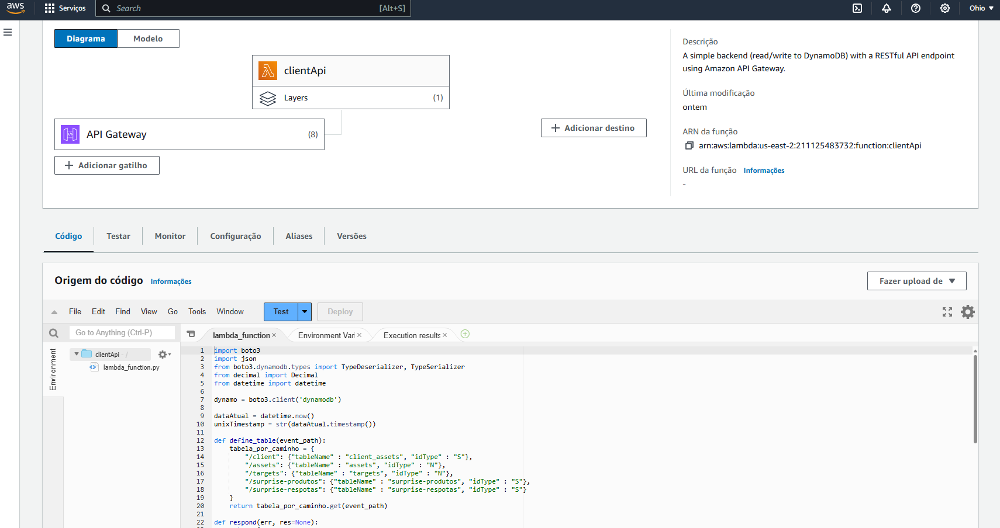 aws
Serviços
Search
[Alt+S]
Ohio
Diagrama
Modelo
clientApi
Layers
(1)
API Gateway
(8)
Adicionar gatilho
Adicionar destino
Descrição
A simple backend (read/write to DynamoDB) with a RESTful API endpoint
using Amazon API Gateway.
Última modificação
ontem
ARN da função
arn:aws:lambda:us-east-2:211125483732:function:clientApi
URL da função Informações
-
Código
Testar
Monitor
Configuração
Aliases
Versões
Origem do código Informações
Fazer upload de
File Edit Find View Go Tools Window
Test
Deploy
Go to Anything (Ctrl-P)
Environment
clientApi - /
lambda_function.py
lambda_function
Environment Vari
Execution results
1 import boto3
2 import json
3 from boto3.dynamodb.types import TypeDeserializer, TypeSerializer
4 from decimal import Decimal
5 from datetime import datetime
6
7 dynamo = boto3.client('dynamodb')
8
9 dataAtual = datetime.now()
10 unixTimestamp = str(dataAtual.timestamp())
11
12 def define_table(event_path):
13 tabela_por_caminho = {
14 "/client": {"tableName" : "client_assets", "idType" : "S"},
15 "/assets": {"tableName" : "assets", "idType" : "N"},
16 "/targets": {"tableName" : "targets", "idType" : "N"},
17 "/surprise-produtos": {"tableName" : "surprise-produtos", "idType" : "S"},
18 "/surprise-respotas": {"tableName" : "surprise-respotas", "idType" : "S"}
19 }
20 return tabela_por_caminho.get(event_path)
21
22 def respond(err, res=None):